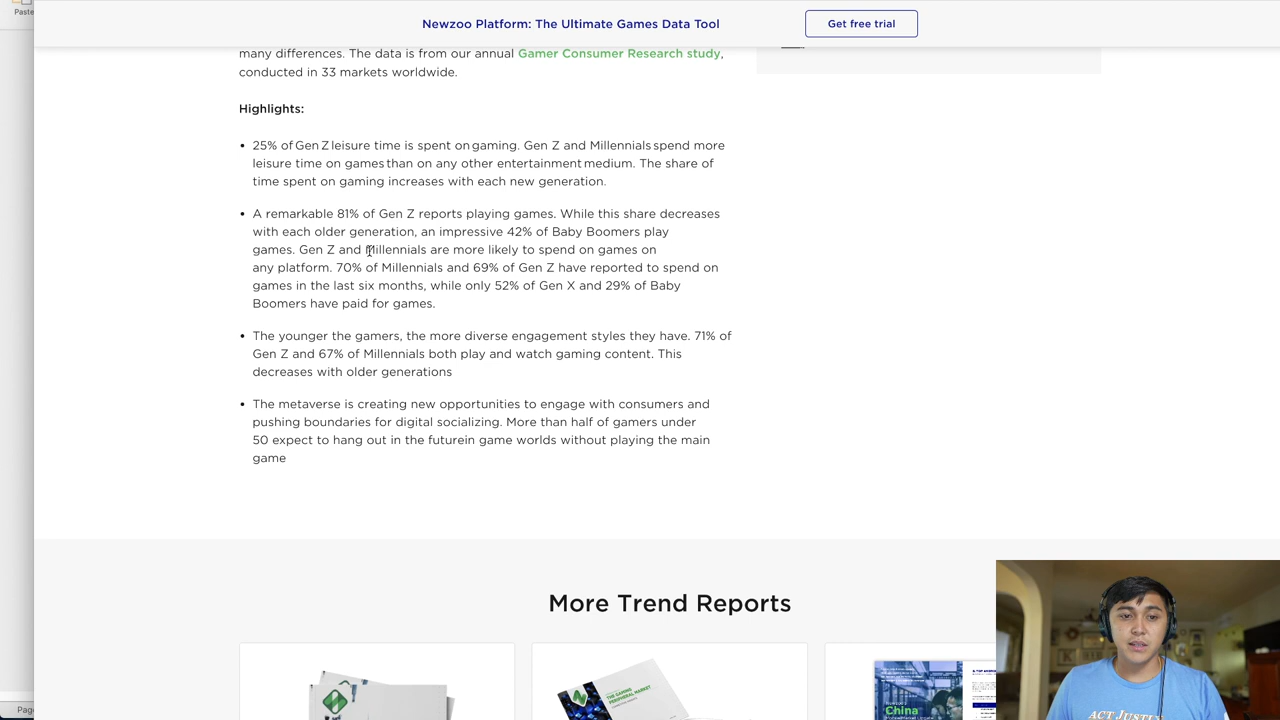 Paste
Newzoo Platform: The Ultimate Games Data Tool
Get free trial
many differences. The data is from our annual Gamer Consumer Research study,
conducted in 33 markets worldwide.
Highlights:
• 25% of Gen Z leisure time is spent on gaming. Gen Z and Millennials spend more
leisure time on games than on any other entertainment medium. The share of
time spent on gaming increases with each new generation.
• A remarkable 81% of Gen Z reports playing games. While this share decreases
with each older generation, an impressive 42% of Baby Boomers play
games. Gen Z and Millennials are more likely to spend on games on
any platform. 70% of Millennials and 69% of Gen Z have reported to spend on
games in the last six months, while only 52% of Gen X and 29% of Baby
Boomers have paid for games.
• The younger the gamers, the more diverse engagement styles they have. 71% of
Gen Z and 67% of Millennials both play and watch gaming content. This
decreases with older generations
• The metaverse is creating new opportunities to engage with consumers and
pushing boundaries for digital socializing. More than half of gamers under
50 expect to hang out in the futurein game worlds without playing the main
game
More Trend Reports
THE GAMING
PERIPHERAL MARKET
China
Page
ACT JUSTLY